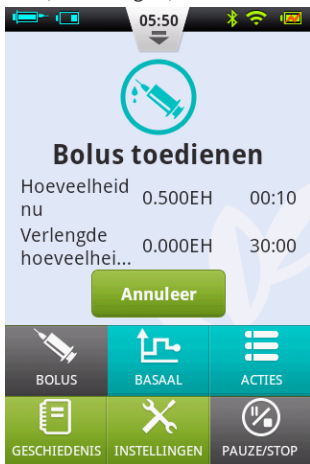 05:50
Bolus toedienen
Hoeveelheid
nu
0.500EH 00:10
Verlengde
hoeveelhei...
0.000EH 30:00
Annuleer
BOLUS BASAAL ACTIES
GESCHIEDENIS INSTELLINGEN PAUZE/STOP